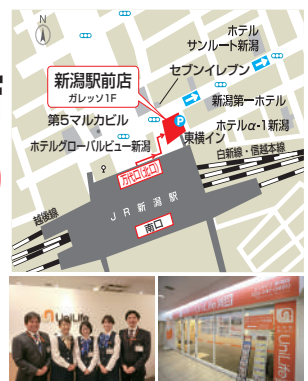 N
ホテル
サンルート新潟
セブンイレブン
新潟駅前店
ガレッソ1F
新潟第一ホテル
第5マルカビル
P
ホテルα-1新潟
東横イン
ホテルグローバルビュー新潟
白新線・信越本線
万代口(北口)
越後線
JR新潟駅
南口
UniLife
UniLife
UniLife